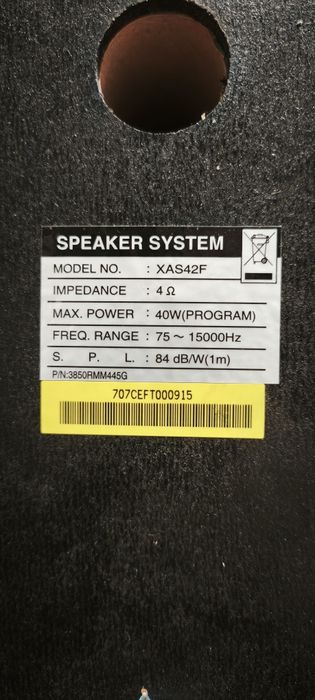 SPEAKER SYSTEM
MODEL NO. : XAS42F
IMPEDANCE : 4 Ω
MAX. POWER : 40W(PROGRAM)
FREQ. RANGE : 75 ~ 15000Hz
S. P. L. : 84 dB/W(1m)
P/N:3850RMM445G
707CEFT000915